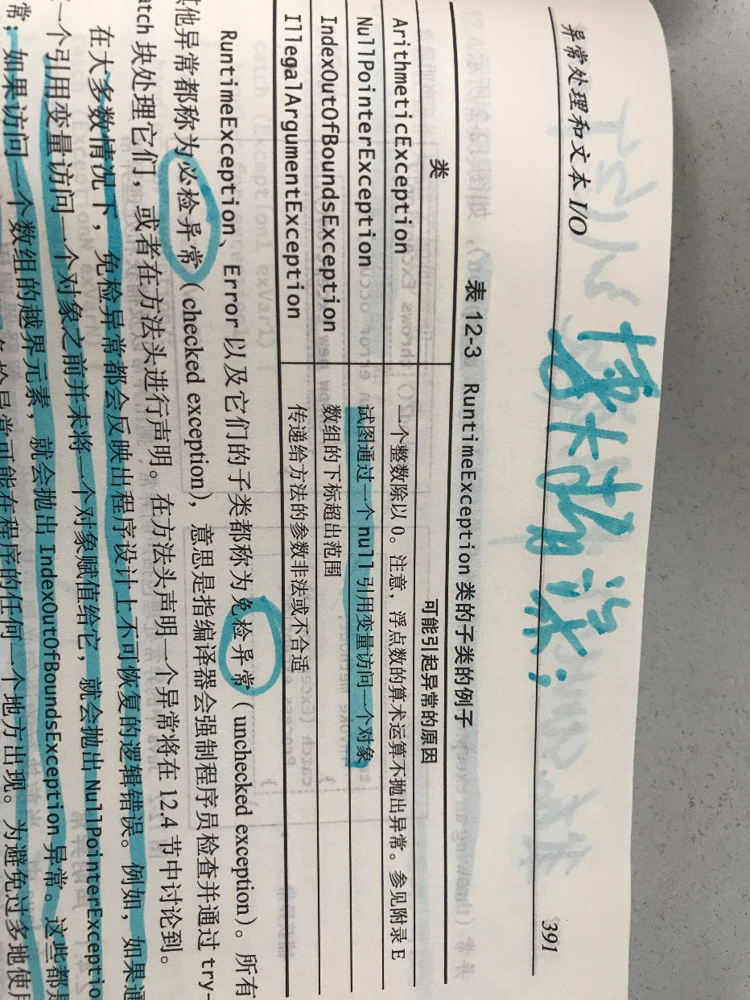 异常处理和文本 I/O 391
表 12-3 RuntimeException 类的子类的例子
类 可能引起异常的原因
ArithmeticException 一个整数除以 0。注意，浮点数的算术运算不抛出异常。参见附录 E
NullPointerException 试图通过一个 null 引用变量访问一个对象
IndexOutOfBoundsException 数组的下标超出范围
IllegalArgumentException 传递给方法的参数非法或不合适
RuntimeException、Error 以及它们的子类都称为免检异常（unchecked exception）。所有
其他异常都称为必检异常（checked exception），意思是指编译器会强制程序员检查并通过 try-
atch 块处理它们，或者在方法头进行声明。在方法头声明一个异常将在 12.4 节中讨论到。
在大多数情况下，免检异常都会反映出程序设计上不可恢复的逻辑错误。例如，如果通
一个引用变量访问一个对象之前并未将一个对象赋值给它，就会抛出 NullPointerExceptio
常；如果访问一个数组的越界元素，就会抛出 IndexOutOfBoundsException 异常。这些都是
检异常可能在程序的任何一个地方出现。为避免过多地使用